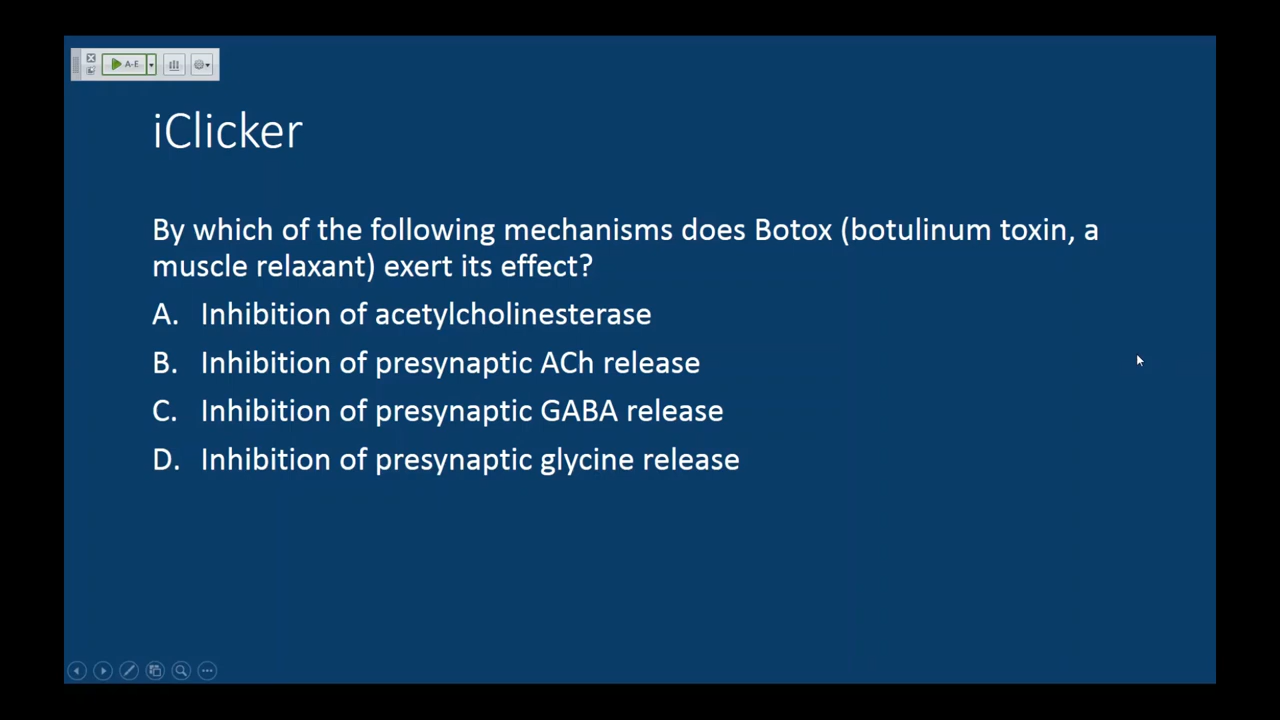 A-E
iClicker
By which of the following mechanisms does Botox (botulinum toxin, a
muscle relaxant) exert its effect?
A. Inhibition of acetylcholinesterase
B. Inhibition of presynaptic ACh release
C. Inhibition of presynaptic GABA release
D. Inhibition of presynaptic glycine release